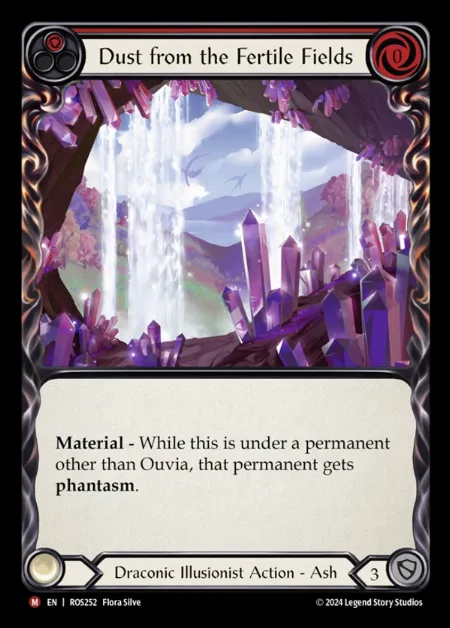 Dust from the Fertile Fields
0
Material - While this is under a permanent
other than Ouvia, that permanent gets
phantasm.
Draconic Illusionist Action - Ash
3
M EN | ROS252 Flora Silve
© 2024 Legend Story Studios